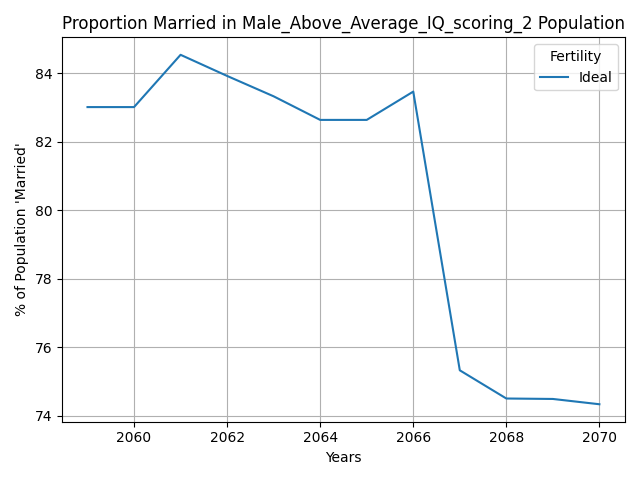 Proportion Married in Male_Above_Average_IQ_scoring_2 Population
Fertility
Ideal
84
82
80
78
76
74
% of Population 'Married'
2060 2062 2064 2066 2068 2070
Years